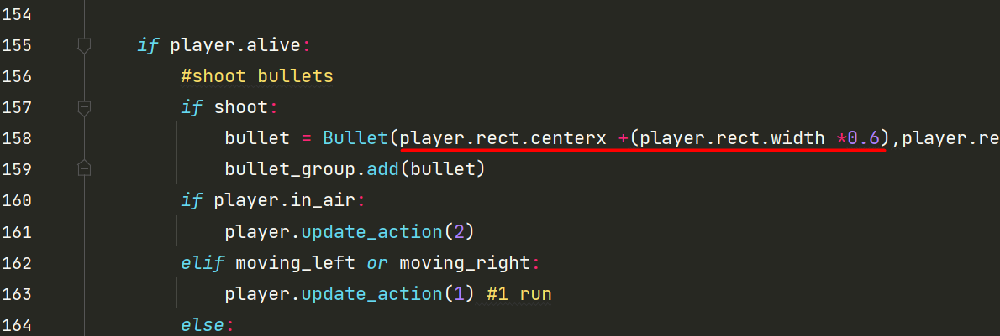 154
155 if player.alive:
156 #shoot bullets
157 if shoot:
158 bullet = Bullet(player.rect.centerx +(player.rect.width *0.6),player.re
159 bullet_group.add(bullet)
160 if player.in_air:
161 player.update_action(2)
162 elif moving_left or moving_right:
163 player.update_action(1) #1 run
164 else: